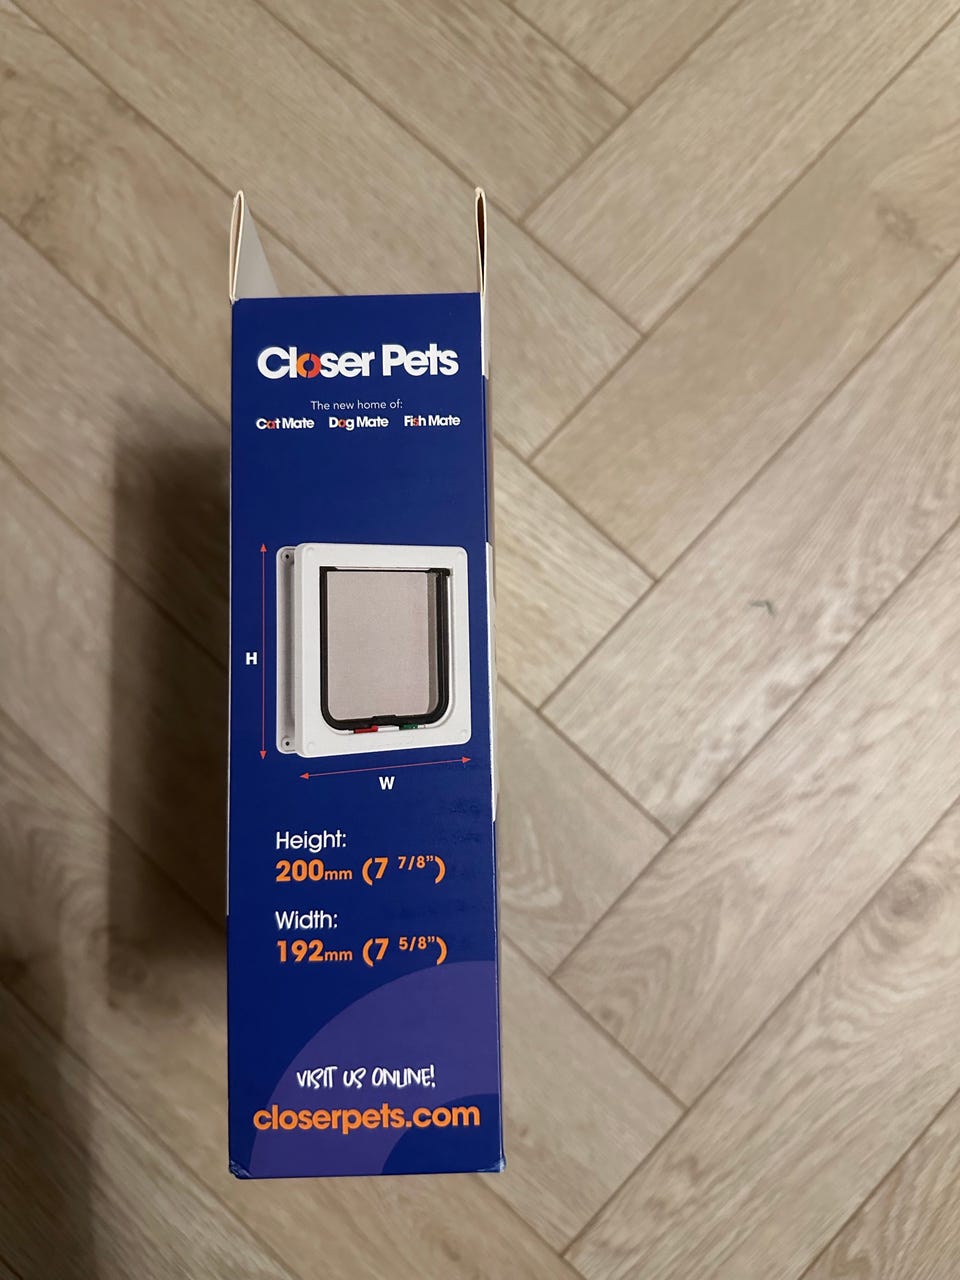 Closer Pets
The new home of:
Cat Mate Dog Mate Fish Mate
H
W
Height:
200mm (7 7/8")
Width:
192mm (7 5/8")
VISIT US ONLINE!
closerpets.com